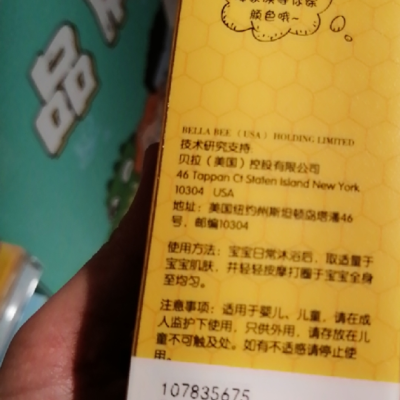 颜色哦~
BELLA BEE （USA） HOLDING LIMITED
技术研究支持:
贝拉（美国）控股有限公司
46 Tappan Ct Staten Island New York
10304 USA
地址：美国纽约州斯坦顿岛塔潘46
号，邮编10304
使用方法：宝宝日常沐浴后，取适量于
宝宝肌肤，并轻轻按摩打圈于宝宝全身
至均匀。
注意事项：适用于婴儿、儿童，请在成
人监护下使用，只供外用，请存放在儿
童不可触及处。如有不适感请停止使
用。
107835675
品